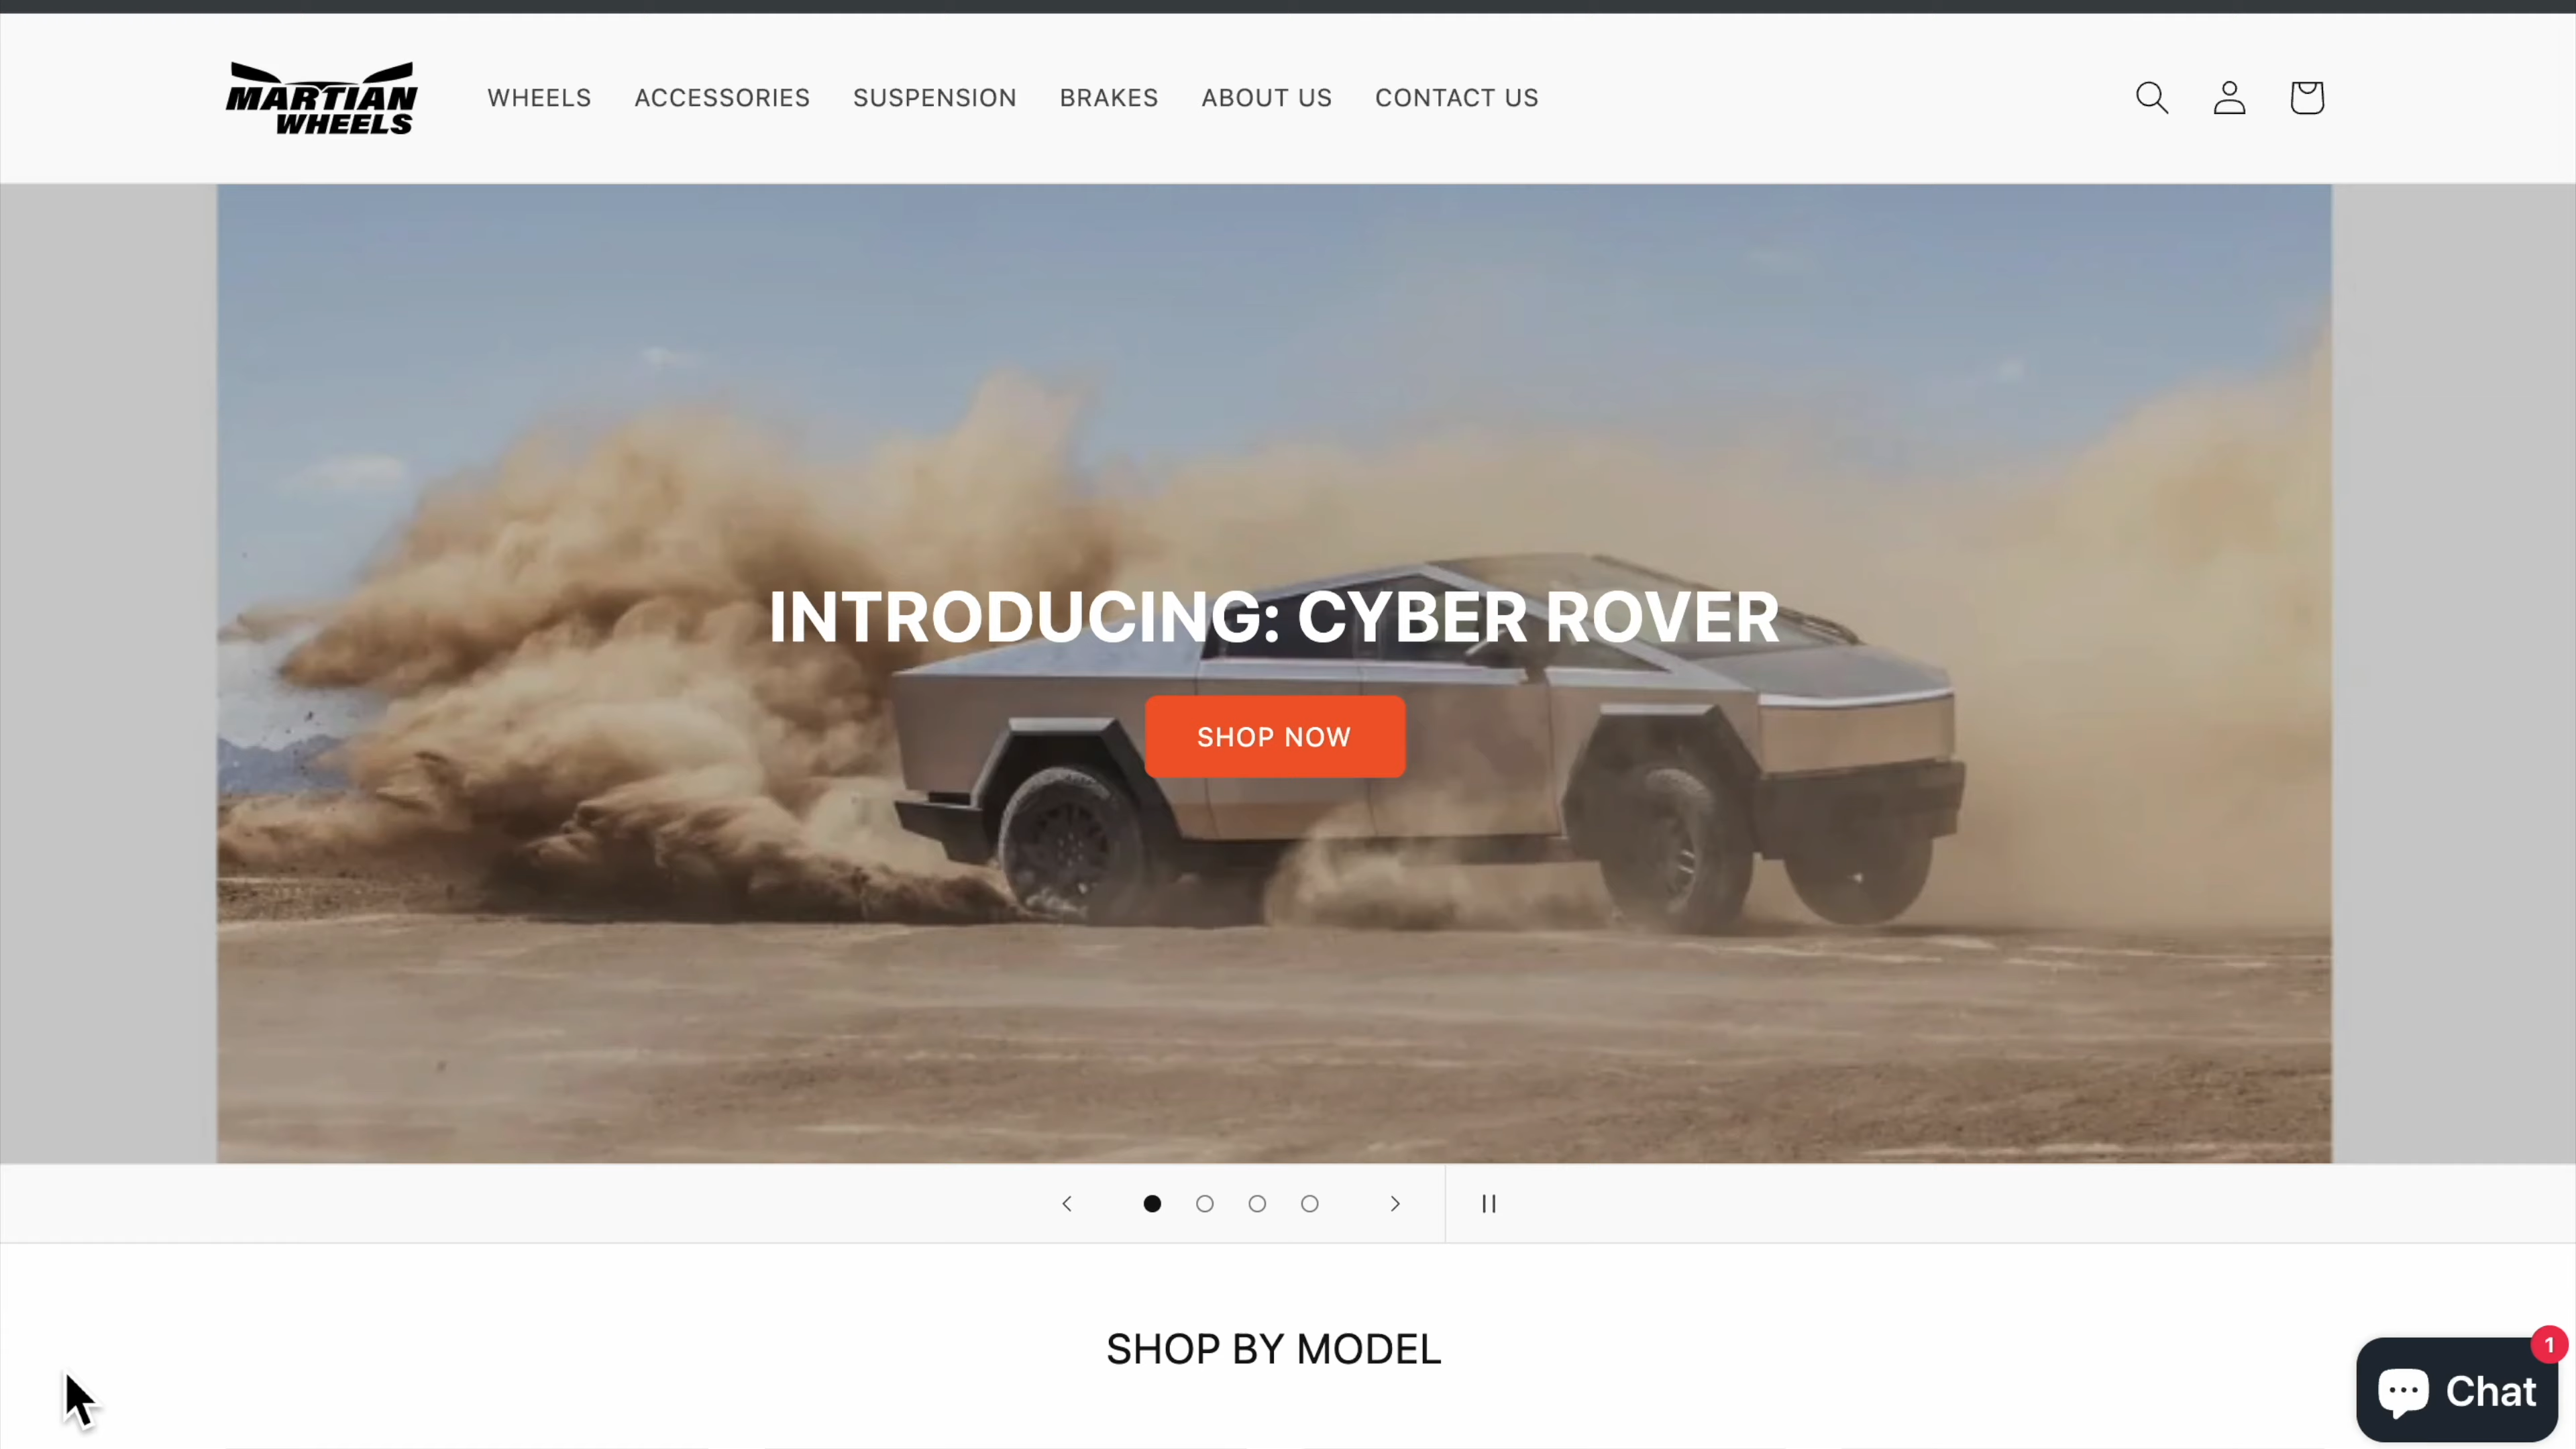 MARTIAN
WHEELS
WHEELS
ACCESSORIES
SUSPENSION
BRAKES
ABOUT US
CONTACT US
INTRODUCING: CYBER ROVER
SHOP NOW
SHOP BY MODEL
1
Chat